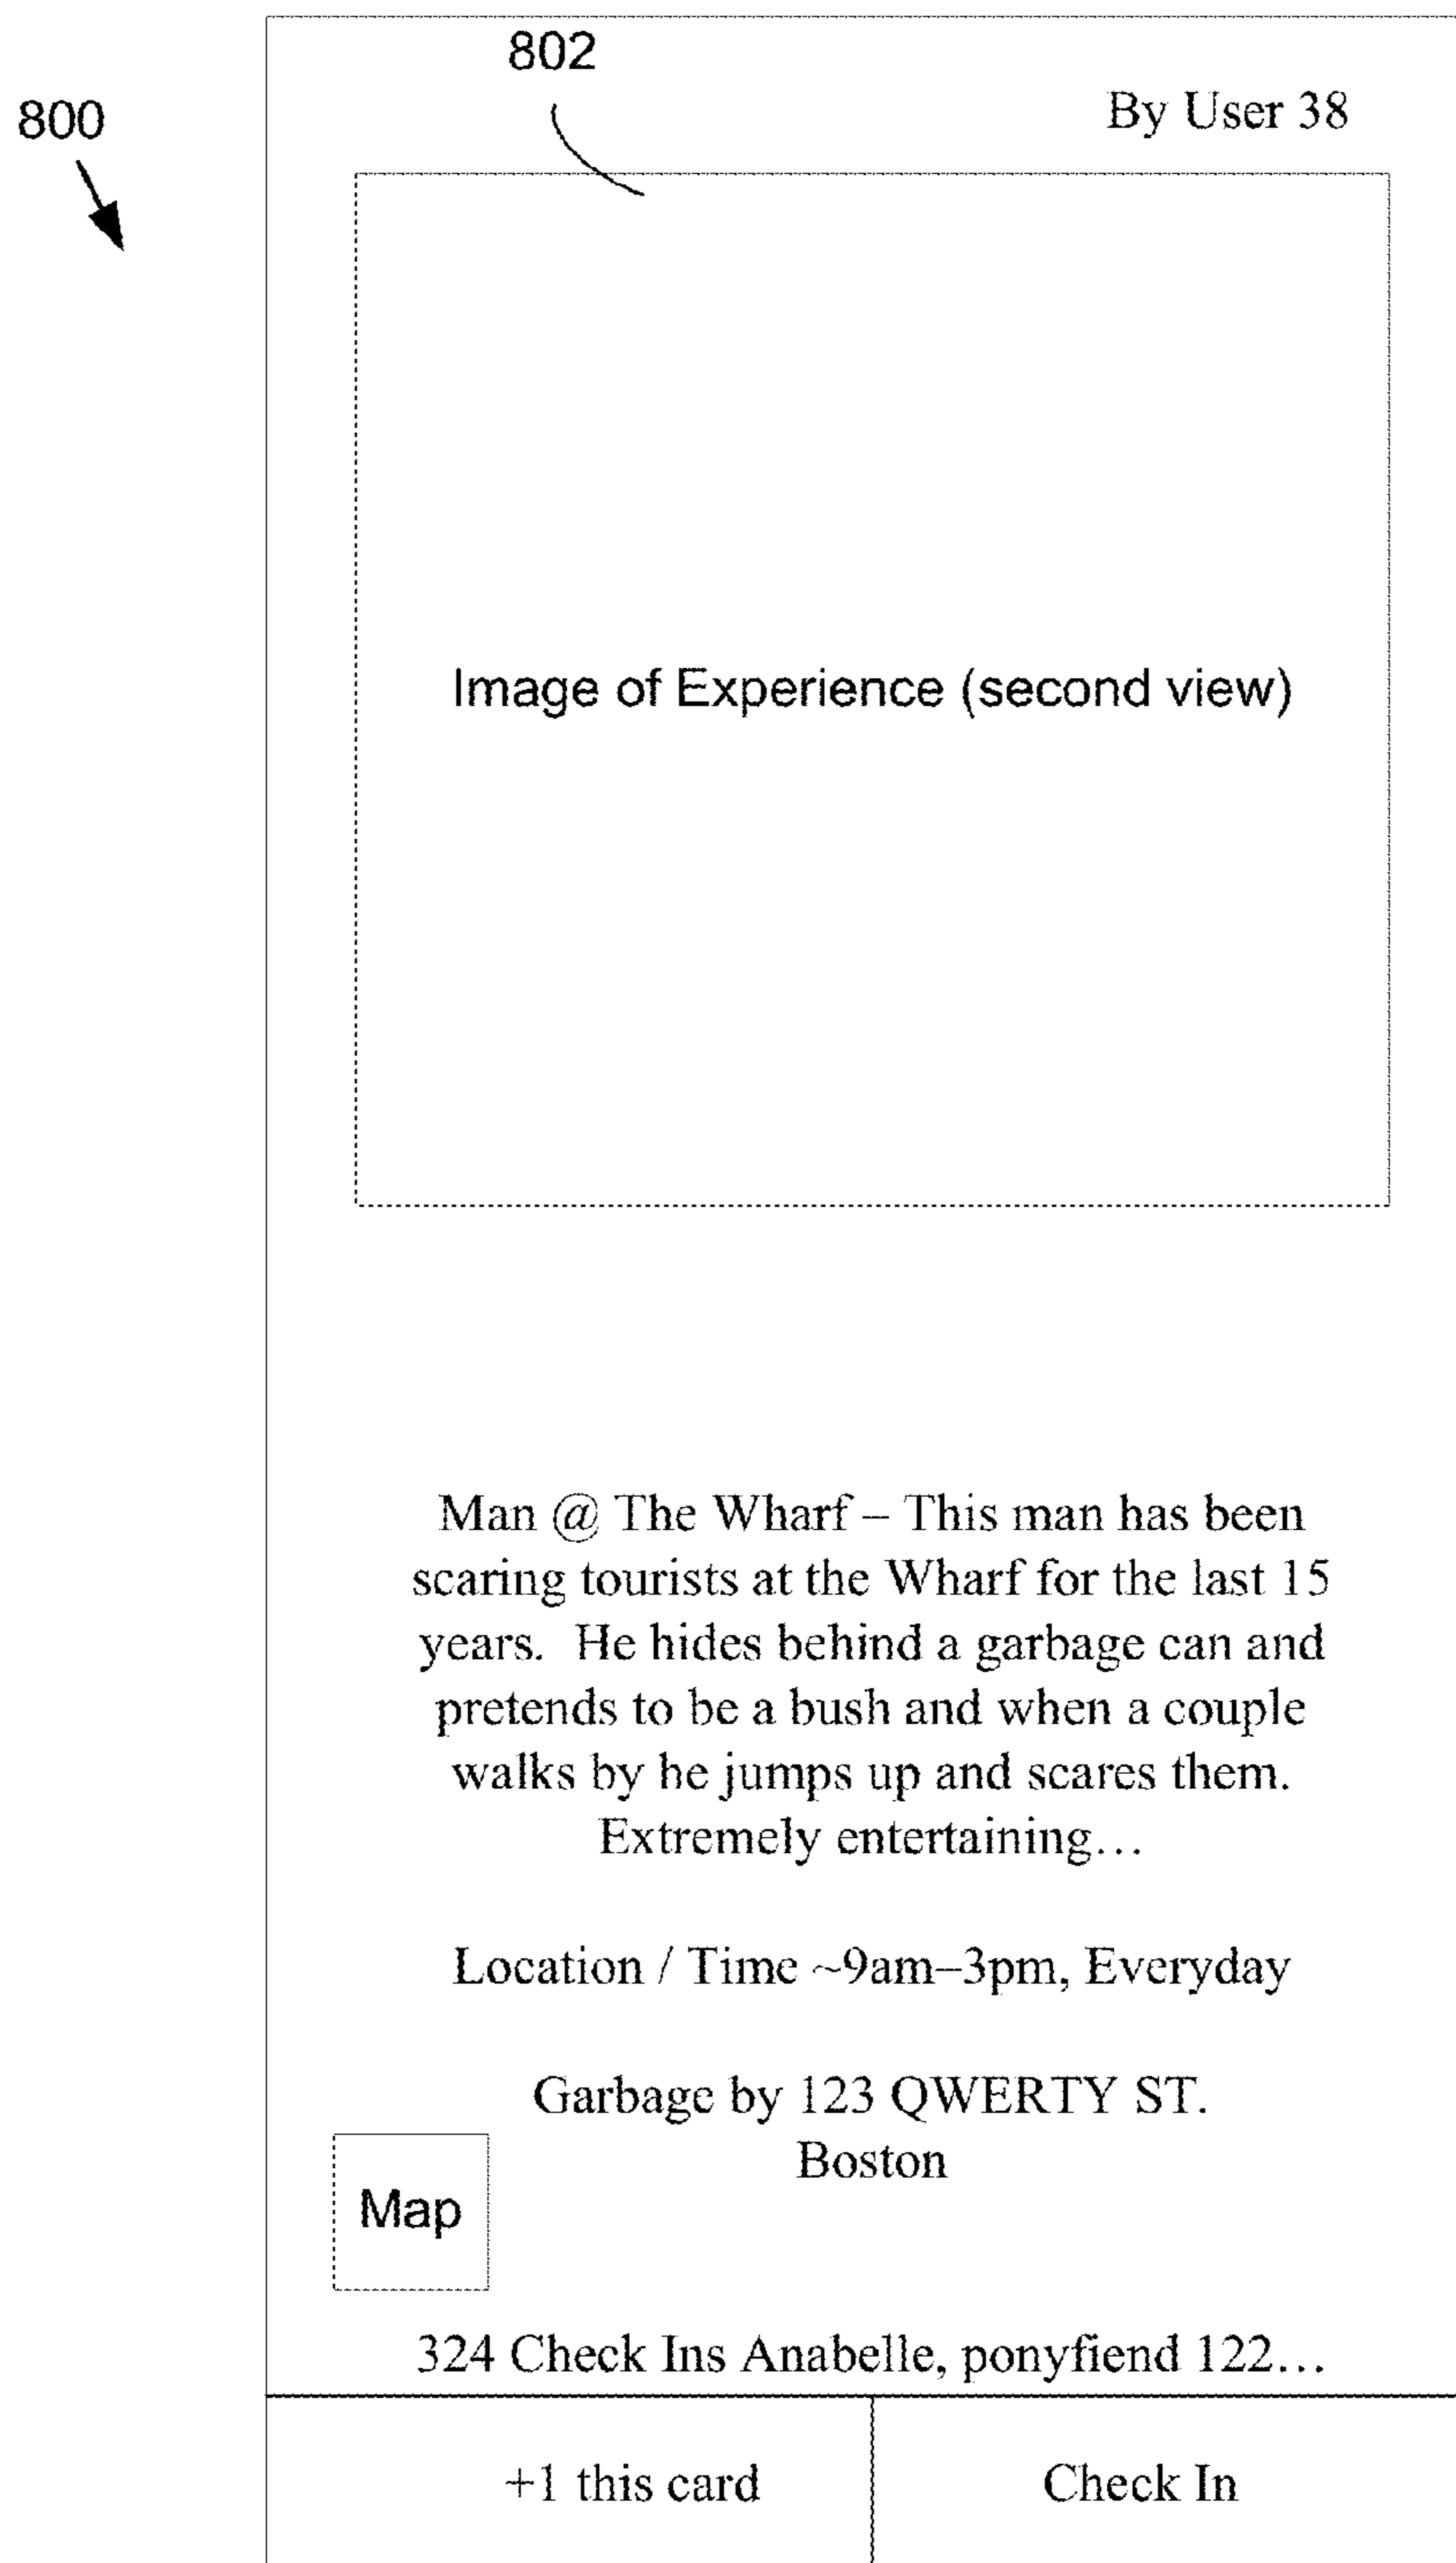 802
800
By User 38
Image of Experience (second view)
Man @ The Wharf – This man has been
scaring tourists at the Wharf for the last 15
years.  He hides behind a garbage can and
pretends to be a bush and when a couple
walks by he jumps up and scares them.
Extremely entertaining…
Location / Time ~9am–3pm, Everyday
Garbage by 123 QWERTY ST.
Boston
Map
324 Check Ins Anabelle, ponyfiend 122…
+1 this card
Check In